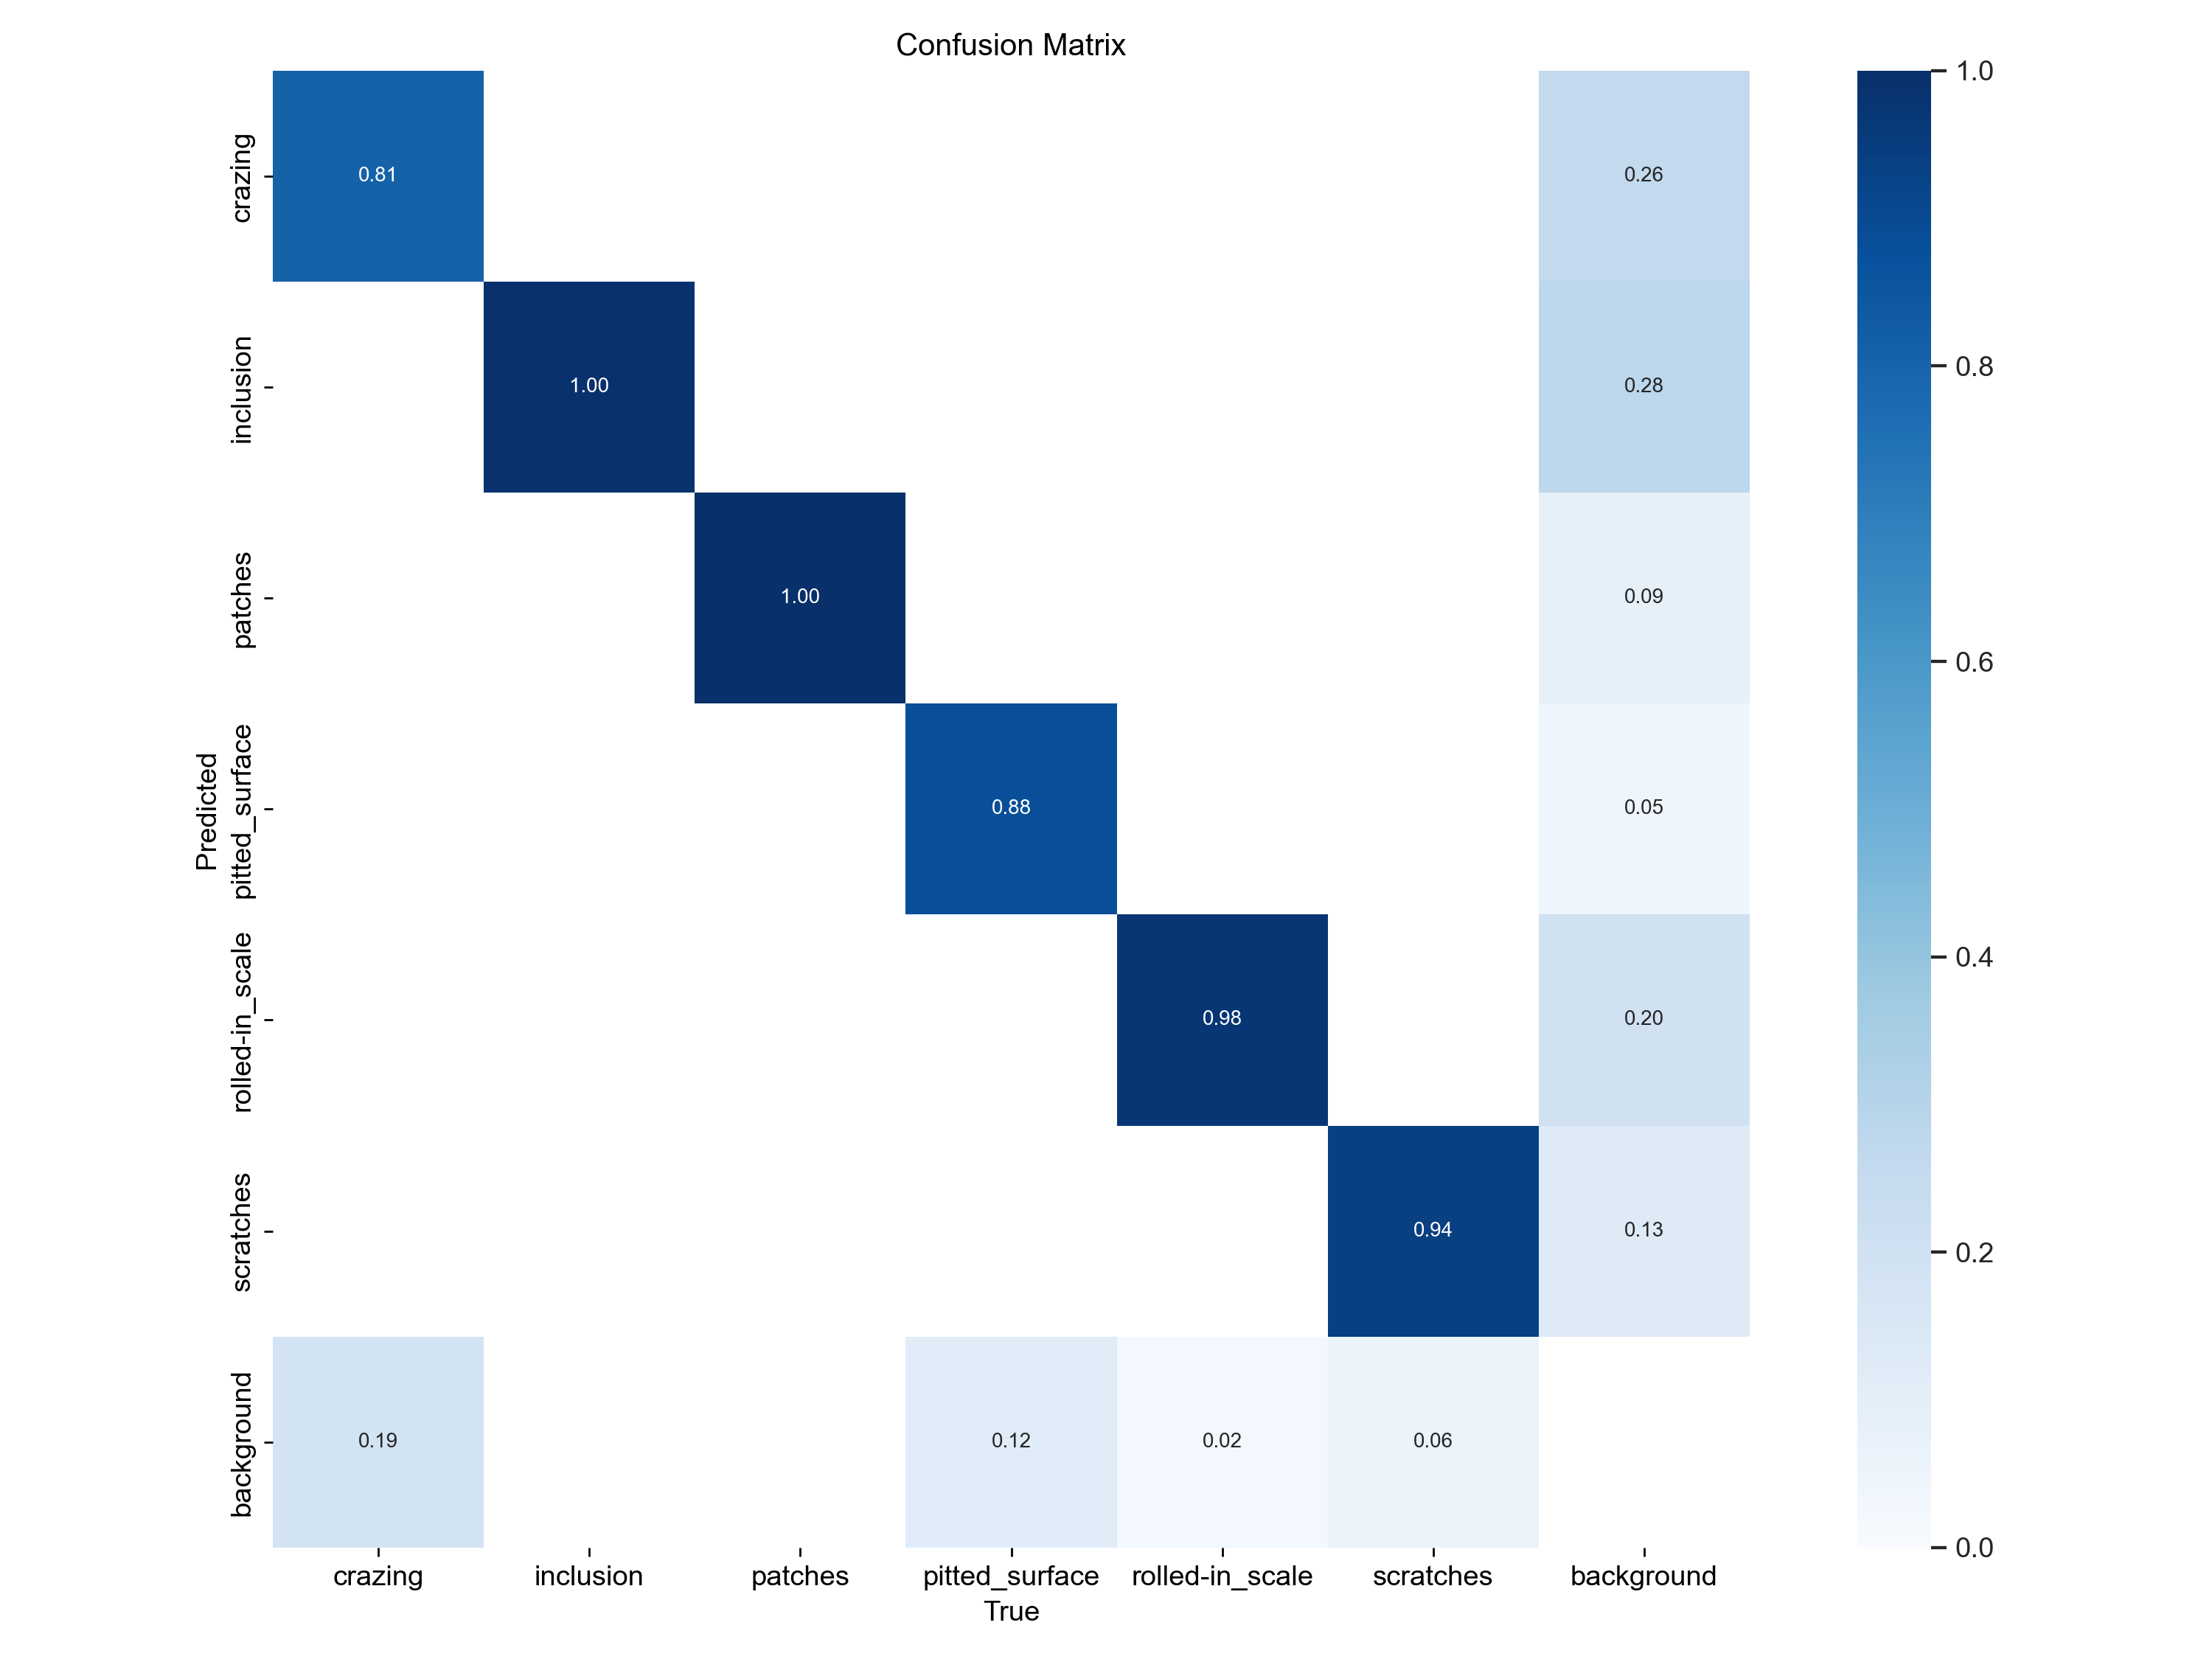 Confusion Matrix
Predicted
crazing
0.81
0.26
inclusion
1.00
0.28
patches
1.00
0.09
pitted_surface
0.88
0.05
rolled-in_scale
0.98
0.20
scratches
0.94
0.13
background
0.19
0.12
0.02
0.06
crazing
inclusion
patches
pitted_surface
rolled-in_scale
scratches
background
True
1.0
0.8
0.6
0.4
0.2
0.0